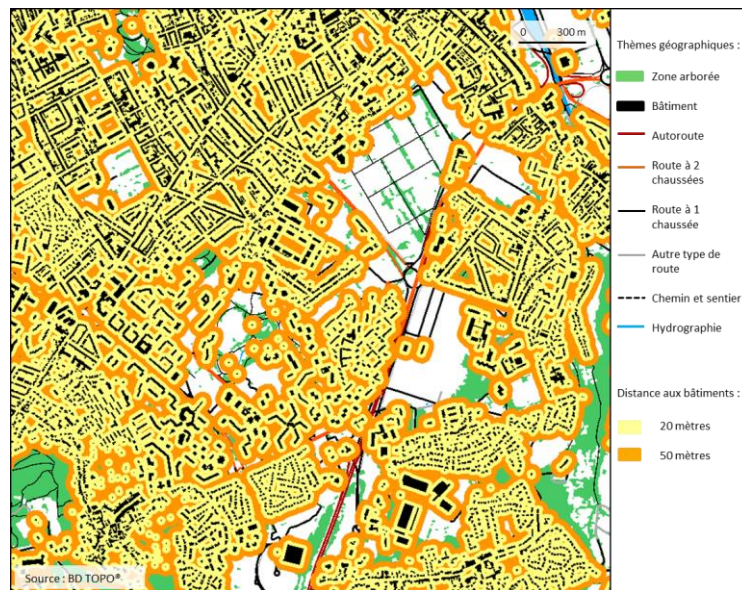 0 300 m
Thèmes géographiques :
Zone arborée
Bâtiment
Autoroute
Route à 2
chaussées
Route à 1
chaussée
Autre type de
route
Chemin et sentier
Hydrographie
Distance aux bâtiments :
20 mètres
50 mètres
Source : BD TOPO®